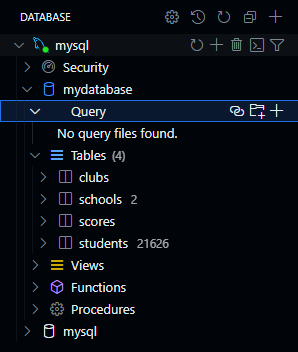 DATABASE
mysql
Security
mydatabase
Query
No query files found.
Tables (4)
clubs
schools 2
scores
students 21626
Views
Functions
Procedures
mysql